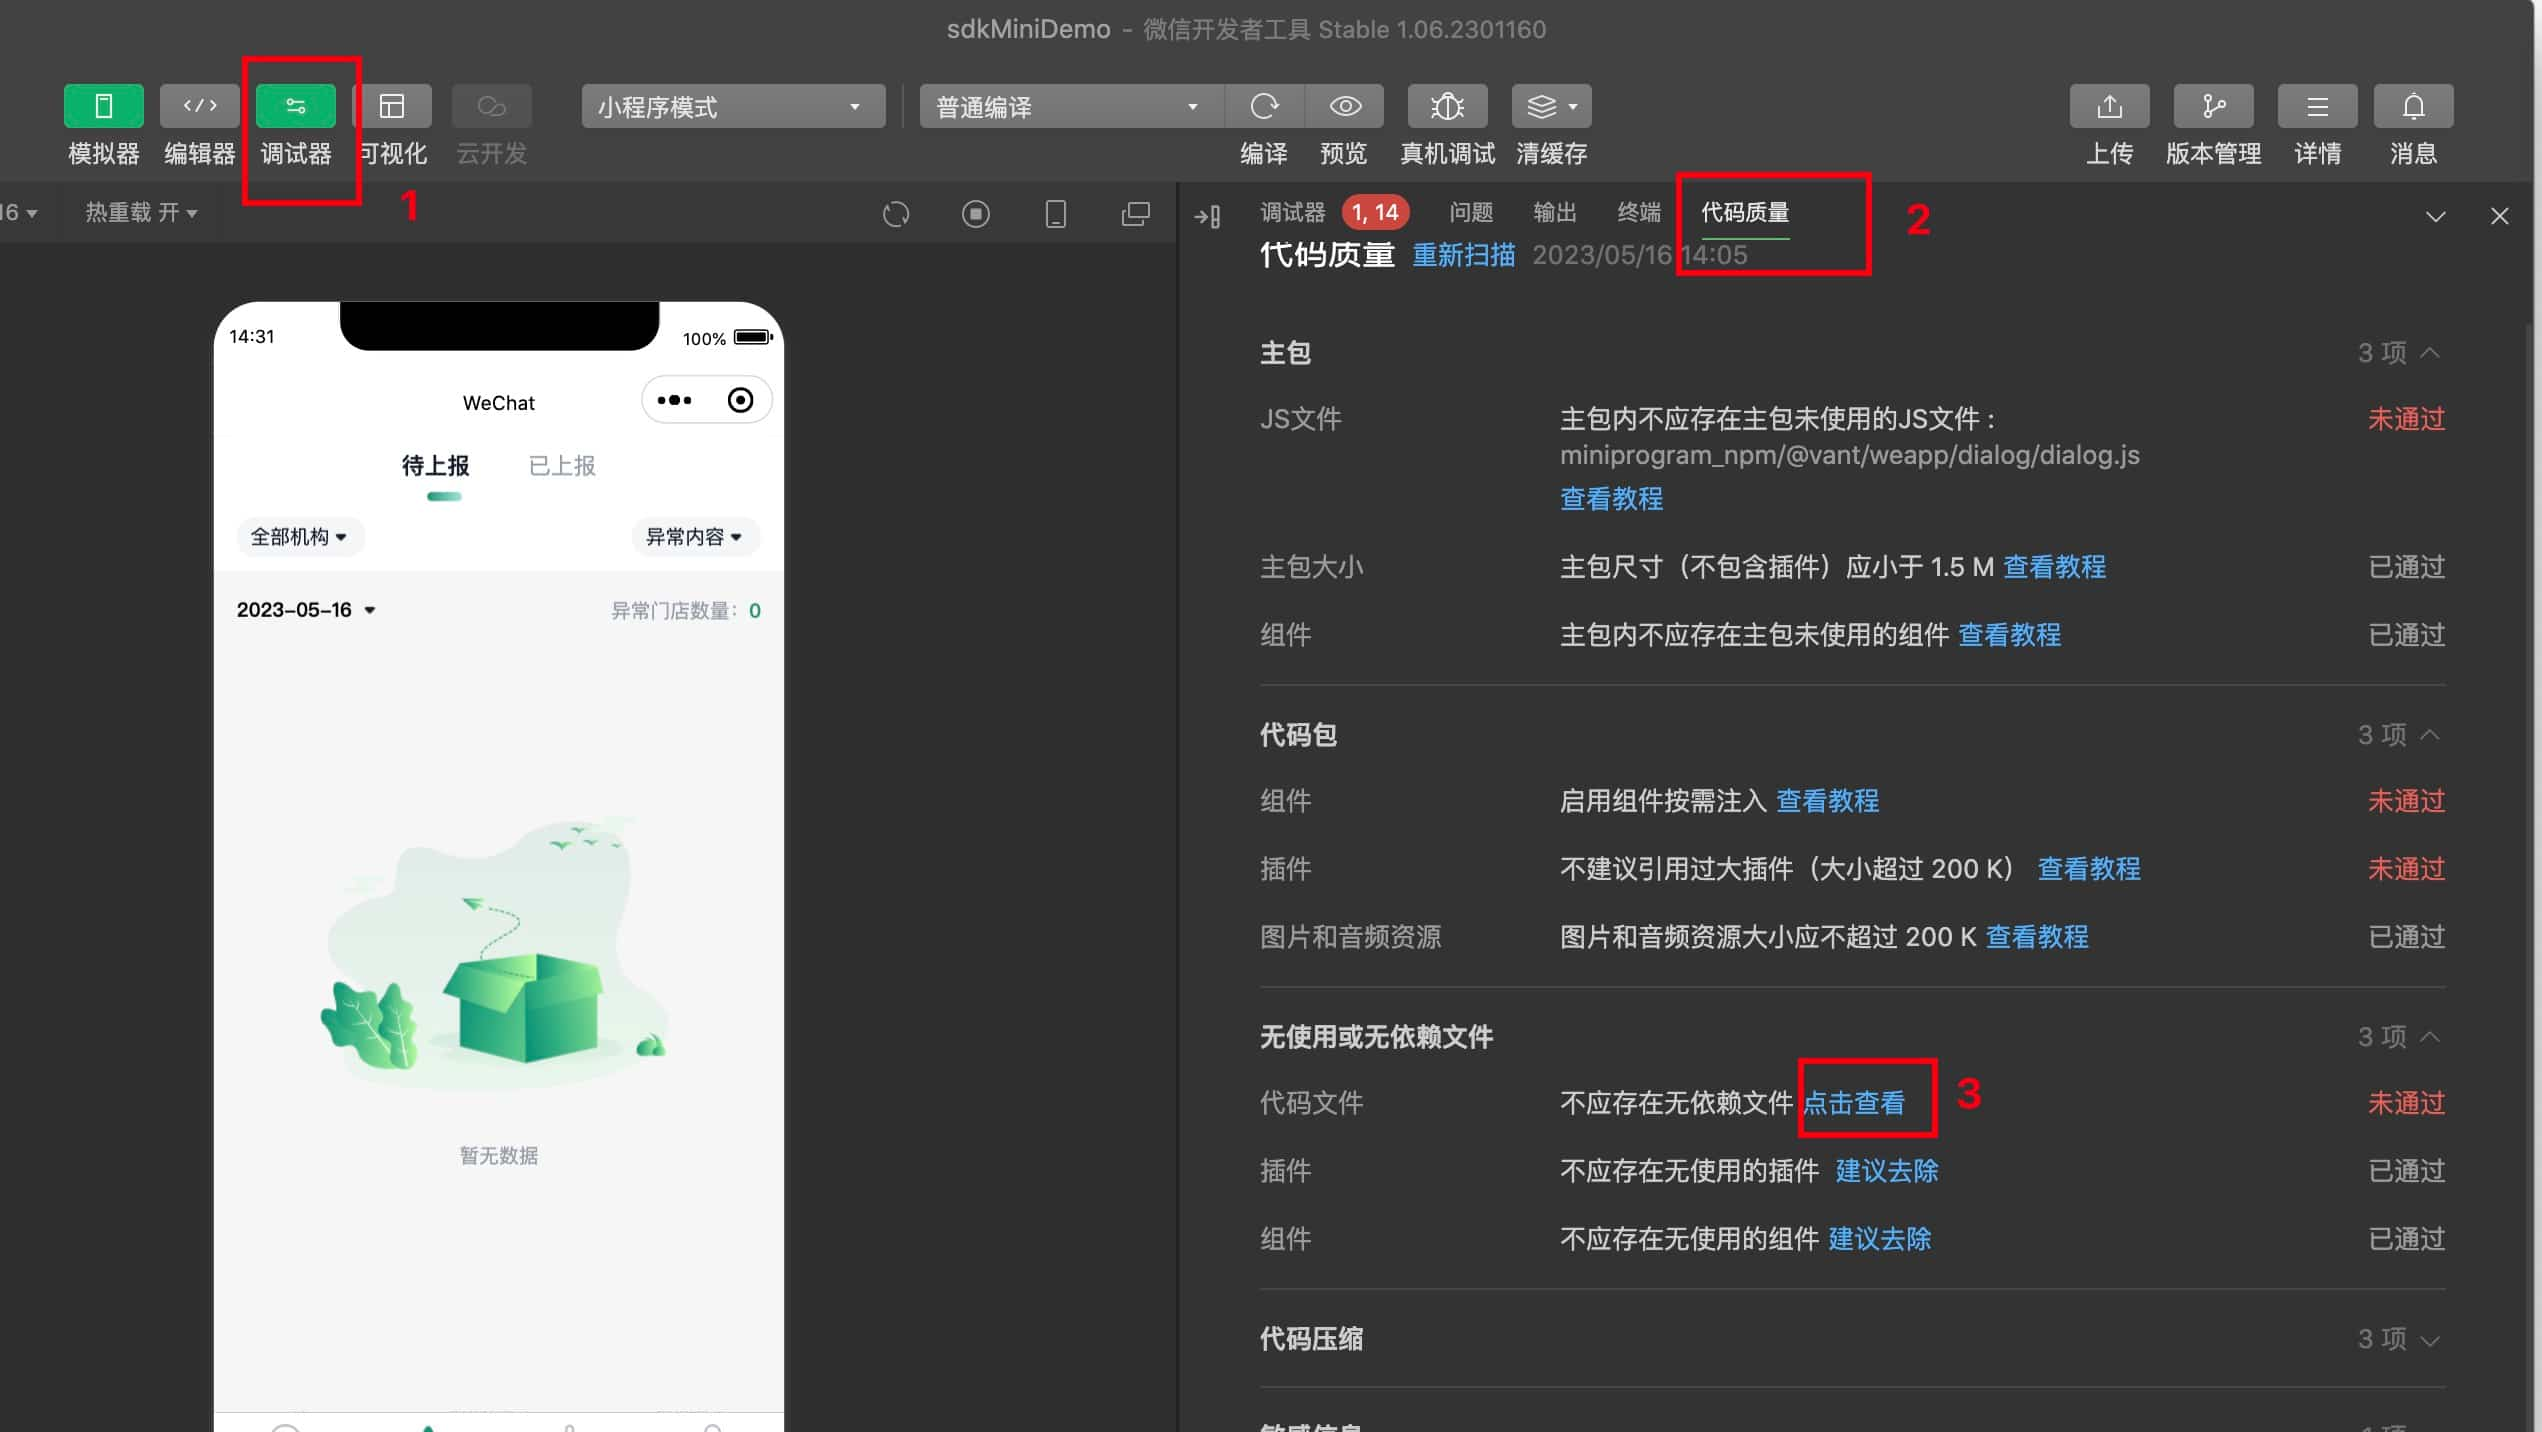 sdkMiniDemo - 微信开发者工具 Stable 1.06.2301160
模拟器 编辑器 调试器 可视化 云开发
小程序模式 普通编译
编译 预览 真机调试 清缓存
上传 版本管理 详情 消息
1
16 热重载 开
调试器 1, 14 问题 输出 终端 代码质量
2
代码质量 重新扫描 2023/05/16 14:05
14:31 100%
WeChat
待上报 已上报
全部机构 异常内容
2023-05-16 异常门店数量: 0
暂无数据
主包 3 项
JS文件 主包内不应存在主包未使用的JS文件 : 未通过
miniprogram_npm/@vant/weapp/dialog/dialog.js
查看教程
主包大小 主包尺寸（不包含插件）应小于 1.5 M 查看教程 已通过
组件 主包内不应存在主包未使用的组件 查看教程 已通过
代码包 3 项
组件 启用组件按需注入 查看教程 未通过
插件 不建议引用过大插件（大小超过 200 K） 查看教程 未通过
图片和音频资源 图片和音频资源大小应不超过 200 K 查看教程 已通过
无使用或无依赖文件 3 项
代码文件 不应存在无依赖文件 点击查看 未通过
3
插件 不应存在无使用的插件 建议去除 已通过
组件 不应存在无使用的组件 建议去除 已通过
代码压缩 3 项
敏感信息